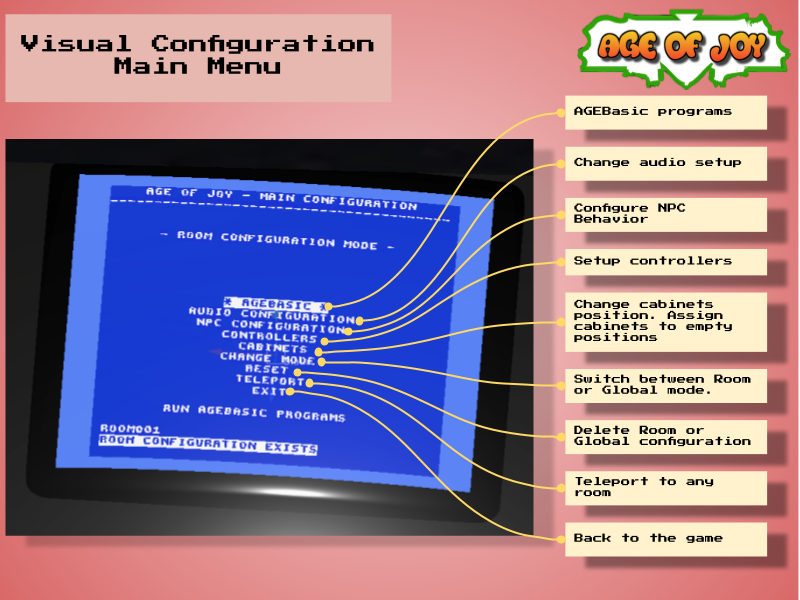 Visual Configuration
Main Menu
AGE OF JOY
AGE OF JOY - MAIN CONFIGURATION
- ROOM CONFIGURATION MODE -
* AGEBASIC *
AUDIO CONFIGURATION
NPC CONFIGURATION
CONTROLLERS
CABINETS
CHANGE MODE
RESET
TELEPORT
EXIT
RUN AGEBASIC PROGRAMS
ROOM001
ROOM CONFIGURATION EXISTS
AGEBasic programs
Change audio setup
Configure NPC
Behavior
Setup controllers
Change cabinets
position. Assign
cabinets to empty
positions
Switch between Room
or Global mode.
Delete Room or
Global configuration
Teleport to any
room
Back to the game